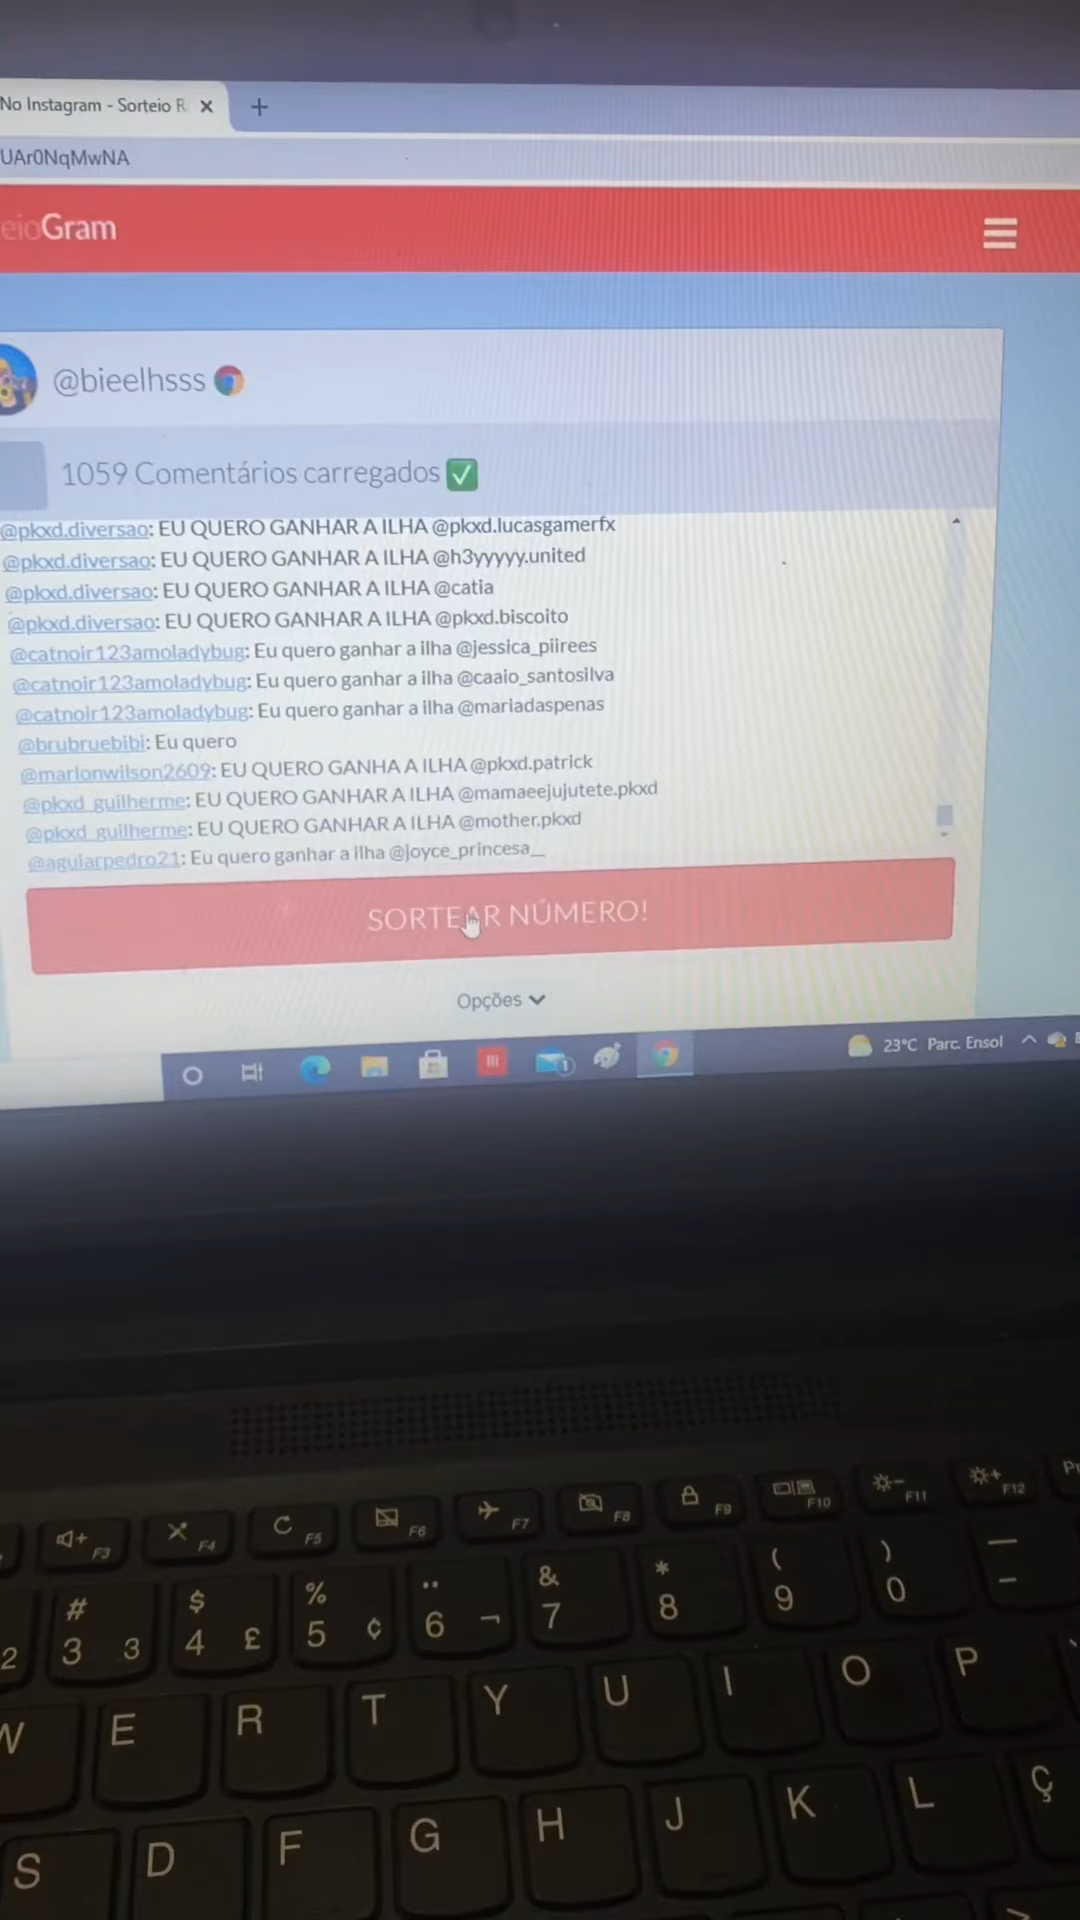 No Instagram - Sorteio R
UAr0NqMwNA
eioGram
@bieelhsss
1059 Comentários carregados
@pkxd.diversao: EU QUERO GANHAR A ILHA @pkxd.lucasgamerfx
@pkxd.diversao: EU QUERO GANHAR A ILHA @h3yyyyy.united
@pkxd.diversao: EU QUERO GANHAR A ILHA @catia
@pkxd.diversao: EU QUERO GANHAR A ILHA @pkxd.biscoito
@catnoir123amoladybug: Eu quero ganhar a ilha @jessica_piirees
@catnoir123amoladybug: Eu quero ganhar a ilha @caaio_santosilva
@catnoir123amoladybug: Eu quero ganhar a ilha @mariadaspenas
@brubruebibi: Eu quero
@marlonwilson2609: EU QUERO GANHA A ILHA @pkxd.patrick
@pkxd_guilherme: EU QUERO GANHAR A ILHA @mamaeejujutete.pkxd
@pkxd_guilherme: EU QUERO GANHAR A ILHA @mother.pkxd
@aguiarpedro21: Eu quero ganhar a ilha @joyce_princesa__
SORTEAR NÚMERO!
Opções
1
23°C Parc. Ensol
F3 F4 F5 F6 F7 F8 F9 F10 F11 F12
# $ % ¨ & * ( )
2 3 3 4 £ 5 ¢ 6 ¬ 7 8 9 0 -
W E R T Y U I O P
S D F G H J K L Ç